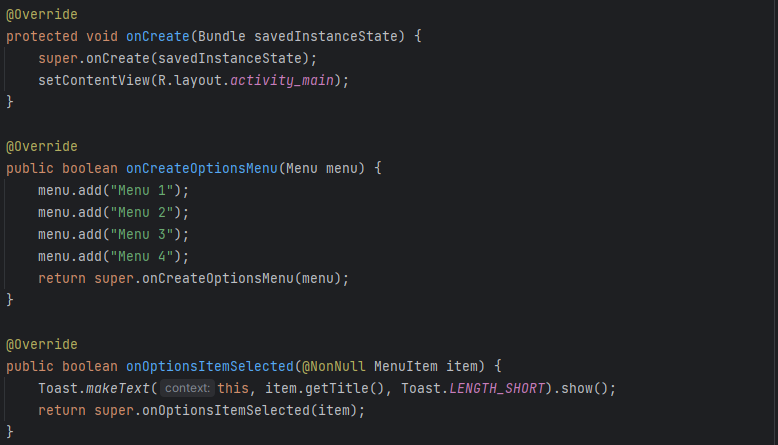 @Override
protected void onCreate(Bundle savedInstanceState) {
    super.onCreate(savedInstanceState);
    setContentView(R.layout.activity_main);
}

@Override
public boolean onCreateOptionsMenu(Menu menu) {
    menu.add("Menu 1");
    menu.add("Menu 2");
    menu.add("Menu 3");
    menu.add("Menu 4");
    return super.onCreateOptionsMenu(menu);
}

@Override
public boolean onOptionsItemSelected(@NonNull MenuItem item) {
    Toast.makeText( context: this, item.getTitle(), Toast.LENGTH_SHORT).show();
    return super.onOptionsItemSelected(item);
}